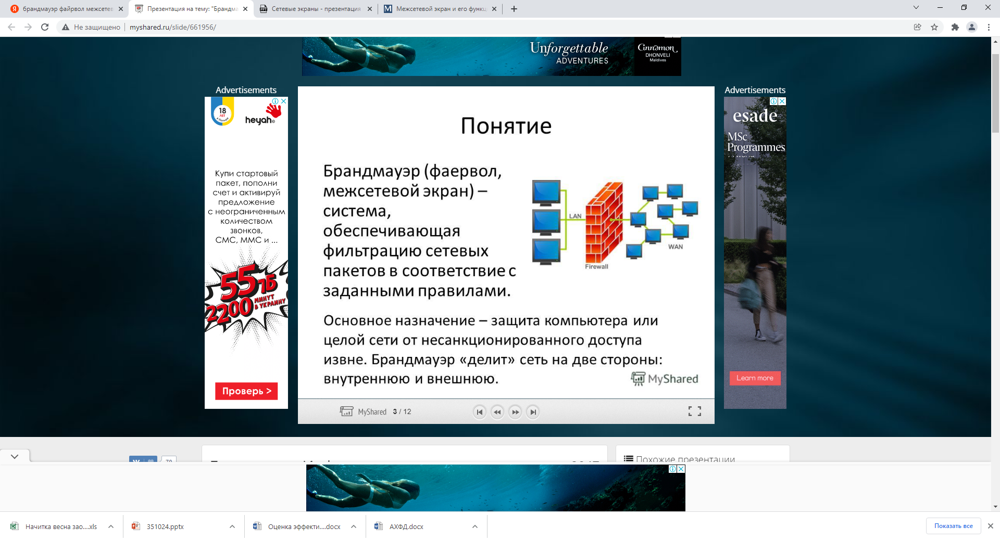 брандмауэр файрвол межсетев
Презентация на тему: "Брандма
Сетевые экраны - презентация
Межсетевой экран и его функц
Не защищено
myshared.ru/slide/661956/
Unforgettable
ADVENTURES
Cinnamon
DHONVELI
Maldives
Advertisements
18
ЛЕТ
heyah
Купи стартовый
пакет, пополни
счет и активируй
предложение
с неограниченным
количеством
звонков,
СМС, ММС и ...
55ГБ
2200 МИНУТ
В УКРАИНУ
Проверь >
Понятие
Брандмауэр (фаервол,
межсетевой экран) –
система,
обеспечивающая
фильтрацию сетевых
пакетов в соответствие с
заданными правилами.
LAN
Firewall
WAN
Основное назначение – защита компьютера или
целой сети от несанкционированного доступа
извне. Брандмауэр «делит» сеть на две стороны:
внутреннюю и внешнюю.
MyShared
MyShared 3 / 12
Advertisements
esade
MSc
Programmes
Learn more
Похожие презентации
Начитка весна зао....xls
351024.pptx
Оценка эффекти....docx
АХФД.docx
Показать все